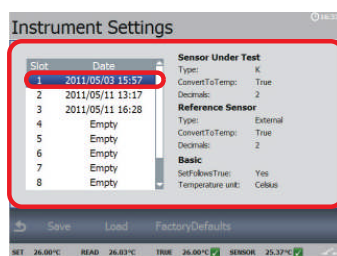 Instrument Settings
Slot Date
1 2011/05/03 15:57
2 2011/05/11 13:17
3 2011/05/11 16:28
4 Empty
5 Empty
6 Empty
7 Empty
8 Empty
Sensor Under Test
Type: K
ConvertToTemp: True
Decimals: 2
Reference Sensor
Type: External
ConvertToTemp: True
Decimals: 2
Basic
SetFollowsTrue: Yes
Temperature unit: Celsius
Save Load FactoryDefaults
SET 26.00°C READ 26.03°C TRUE 26.00°C SENSOR 25.37°C